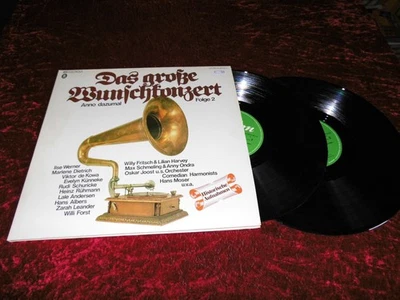 Das große
Wunschkonzert
Anno dazumal
Folge 2
Ilse Werner
Marlene Dietrich
Viktor de Kowa
Evelyn Künneke
Rudi Schuricke
Heinz Rühmann
Lale Andersen
Hans Albers
Zarah Leander
Willi Forst
Willy Fritsch & Lilian Harvey
Max Schmeling & Anny Ondra
Oskar Joost u.s. Orchester
Comedian Harmonists
Hans Moser
u.v.a.
Historische
Aufnahmen